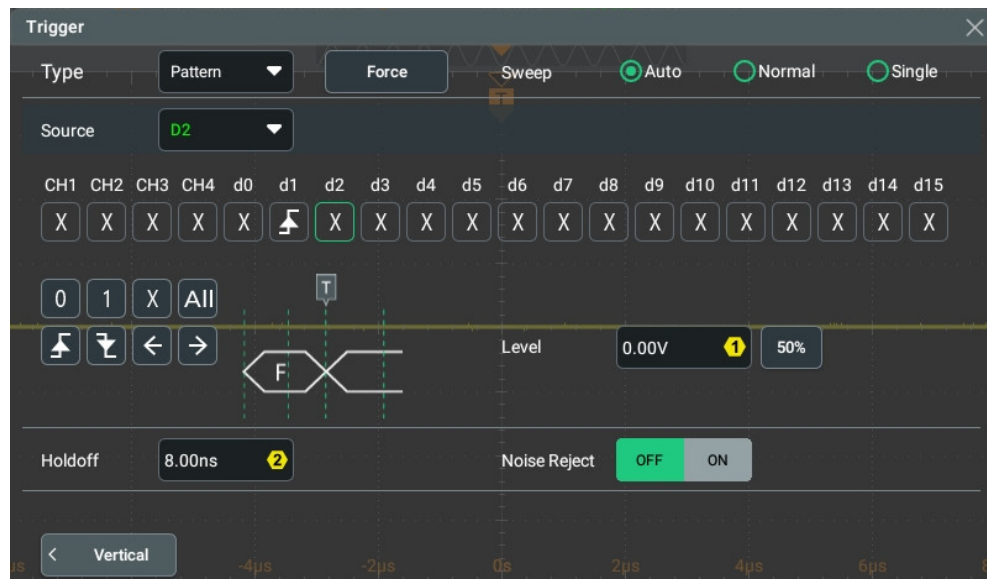 Trigger
Type Pattern Force Sweep Auto Normal Single
T
Source D2
CH1 CH2 CH3 CH4 d0 d1 d2 d3 d4 d5 d6 d7 d8 d9 d10 d11 d12 d13 d14 d15
X X X X X X X X X X X X X X X X X X X
0 1 X All T
Level 0.00V 1 50%
F
Holdoff 8.00ns 2 Noise Reject OFF ON
< Vertical
-4µs -2µs 0s 2µs 4µs 6µs 8